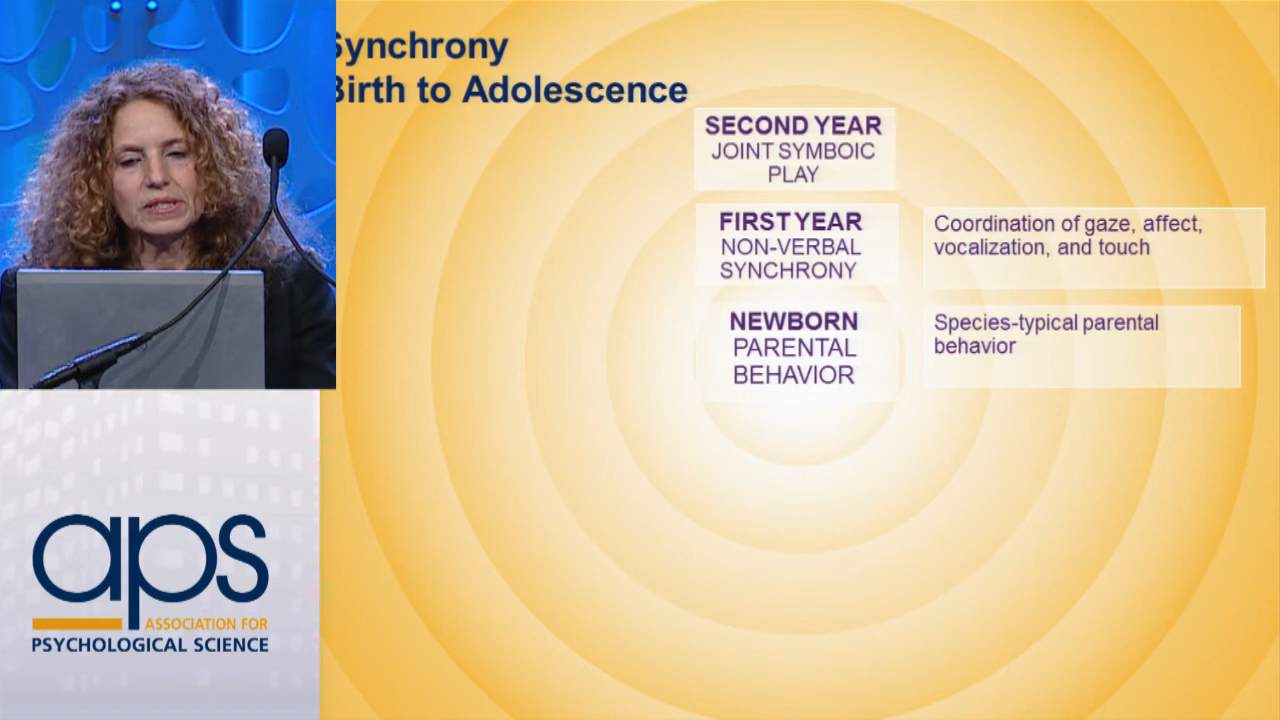 Synchrony
Birth to Adolescence
SECOND YEAR
JOINT SYMBOIC
PLAY
FIRST YEAR
NON-VERBAL
SYNCHRONY
Coordination of gaze, affect,
vocalization, and touch
NEWBORN
PARENTAL
BEHAVIOR
Species-typical parental
behavior
aps
ASSOCIATION FOR
PSYCHOLOGICAL SCIENCE